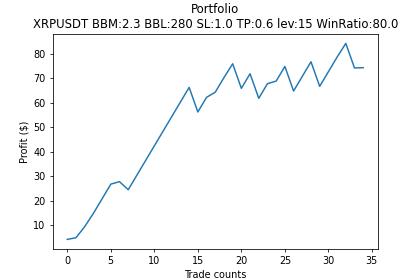 Portfolio
XRPUSDT BBM:2.3 BBL:280 SL:1.0 TP:0.6 lev:15 WinRatio:80.0
80
70
60
50
40
30
20
10
Profit ($)
0 5 10 15 20 25 30 35
Trade counts